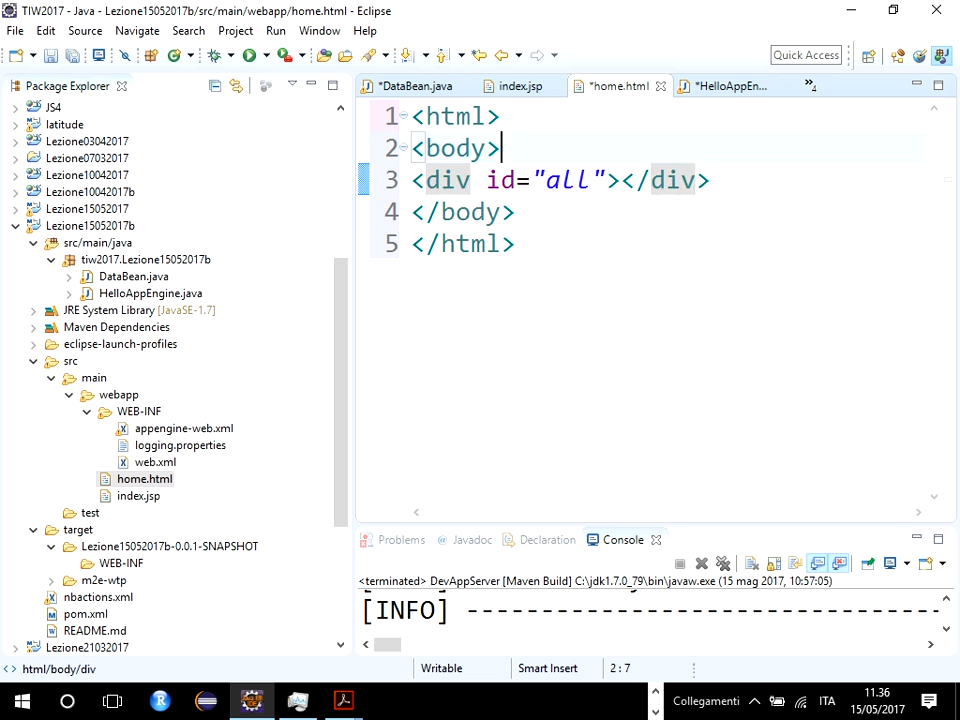 TIW2017 - Java - Lezione15052017b/src/main/webapp/home.html - Eclipse
File Edit Source Navigate Search Project Run Window Help
Quick Access
Package Explorer
*DataBean.java index.jsp *home.html *HelloAppEn... »4
JS4
latitude
Lezione03042017
Lezione07032017
Lezione10042017
Lezione10042017b
Lezione15052017
Lezione15052017b
src/main/java
tiw2017.Lezione15052017b
DataBean.java
HelloAppEngine.java
JRE System Library [JavaSE-1.7]
Maven Dependencies
eclipse-launch-profiles
src
main
webapp
WEB-INF
appengine-web.xml
logging.properties
web.xml
home.html
index.jsp
test
target
Lezione15052017b-0.0.1-SNAPSHOT
WEB-INF
m2e-wtp
nbactions.xml
pom.xml
README.md
Lezione21032017
1 <html>
2 <body>
3 <div id="all"></div>
4 </body>
5 </html>
Problems Javadoc Declaration Console
<terminated> DevAppServer [Maven Build] C:\jdk1.7.0_79\bin\javaw.exe (15 mag 2017, 10:57:05)
[INFO] --------------------------------
html/body/div Writable Smart Insert 2 : 7
Collegamenti ITA 11.36
15/05/2017